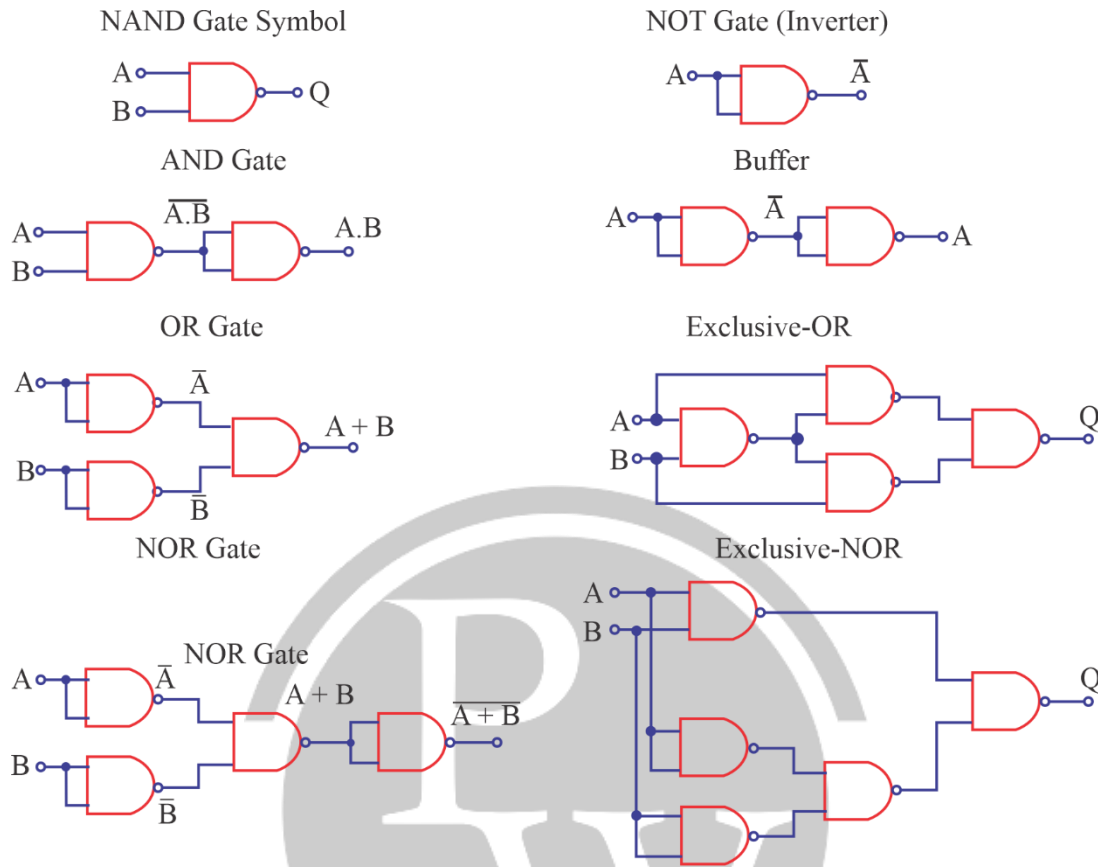 NAND Gate Symbol
A
B
Q
NOT Gate (Inverter)
A
A̅
AND Gate
A
B
A̅.̅B̅
A.B
Buffer
A
A̅
A
OR Gate
A
B
A̅
B̅
A + B
Exclusive-OR
A
B
Q
NOR Gate
NOR Gate
A
B
A̅
B̅
A + B
A̅ ̅+̅ ̅B̅
Exclusive-NOR
A
B
Q